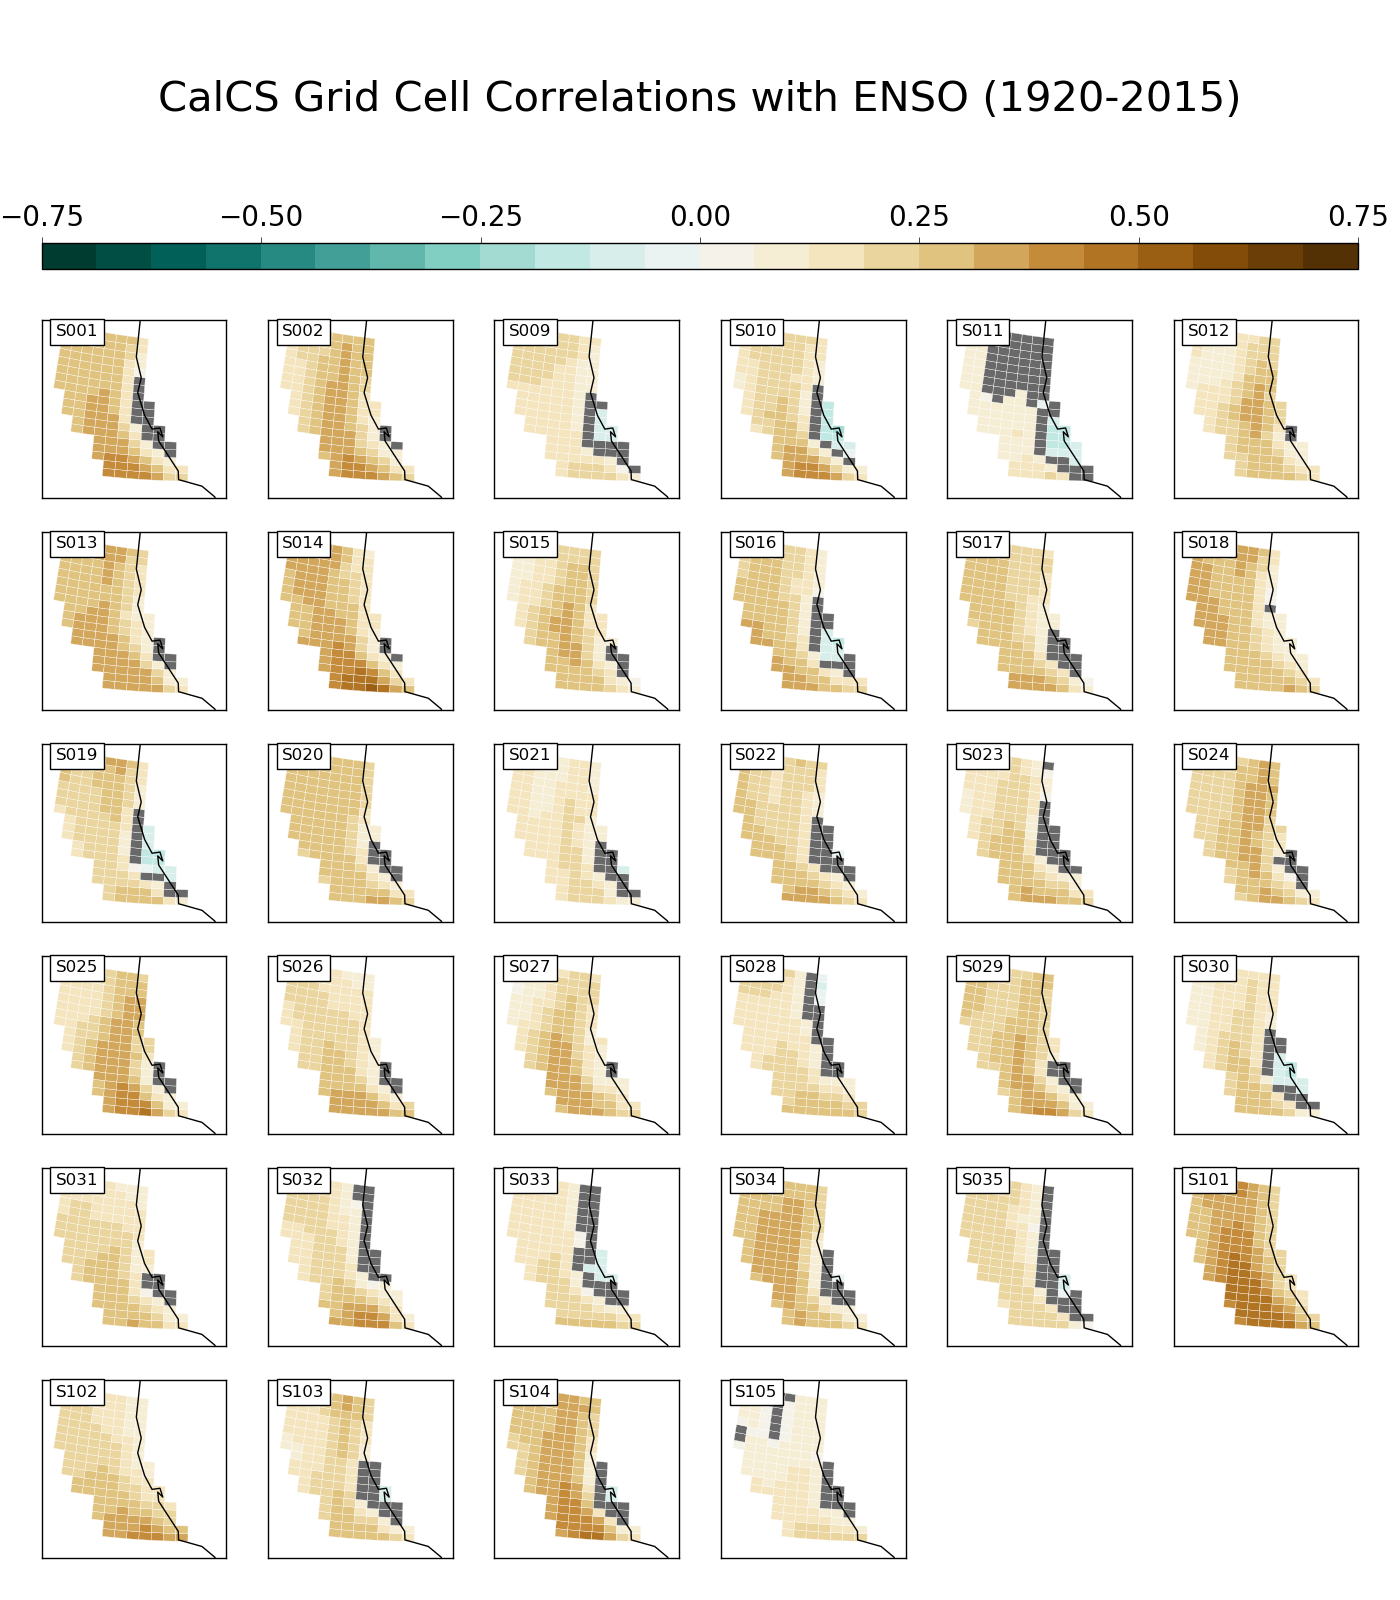 CalCS Grid Cell Correlations with ENSO (1920-2015)
−0.75 −0.50 −0.25 0.00 0.25 0.50 0.75
S001 S002 S009 S010 S011 S012
S013 S014 S015 S016 S017 S018
S019 S020 S021 S022 S023 S024
S025 S026 S027 S028 S029 S030
S031 S032 S033 S034 S035 S101
S102 S103 S104 S105